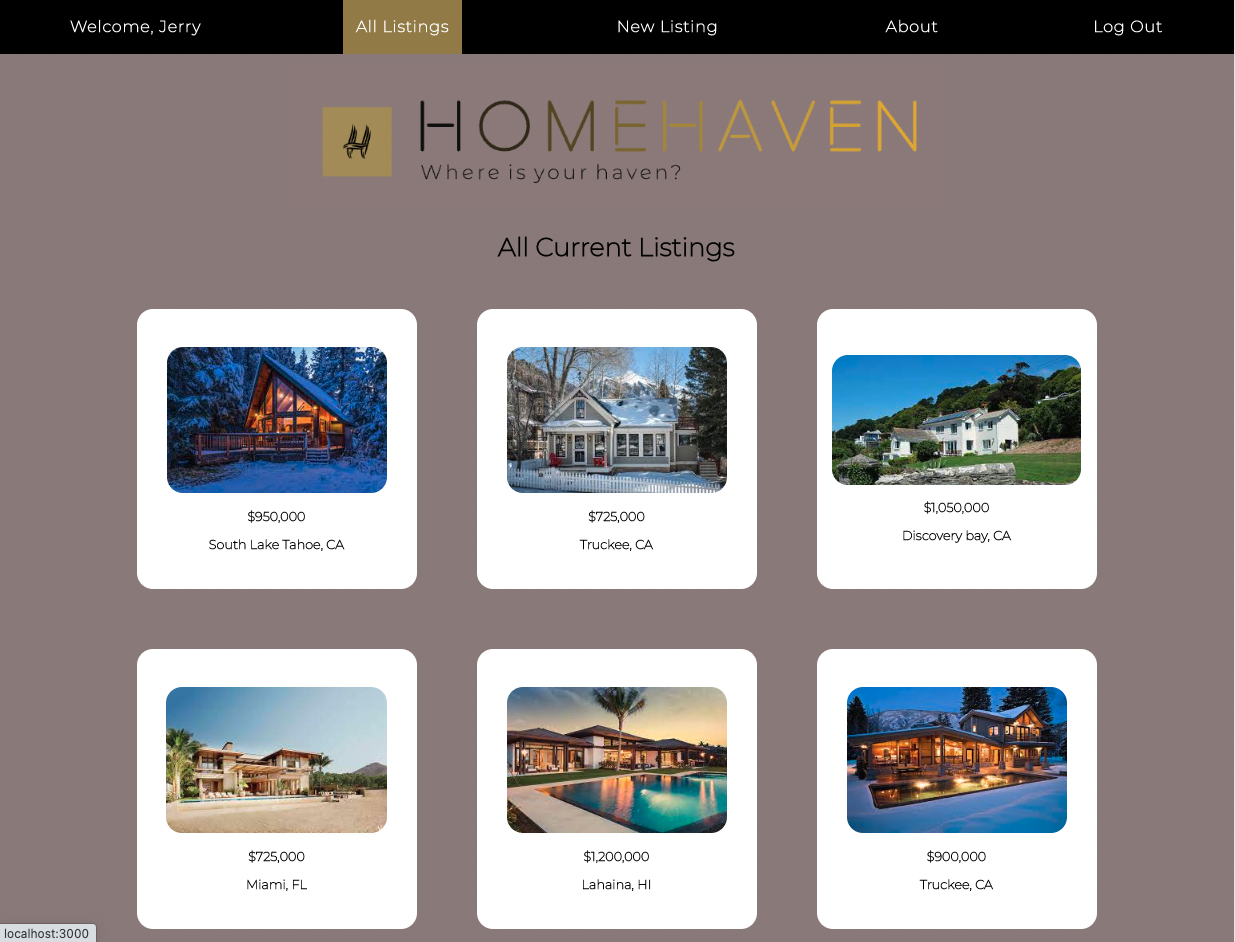 Welcome, Jerry All Listings New Listing About Log Out
HOMEHAVEN
Where is your haven?
All Current Listings
$950,000
South Lake Tahoe, CA
$725,000
Truckee, CA
$1,050,000
Discovery bay, CA
$725,000
Miami, FL
$1,200,000
Lahaina, HI
$900,000
Truckee, CA
localhost:3000